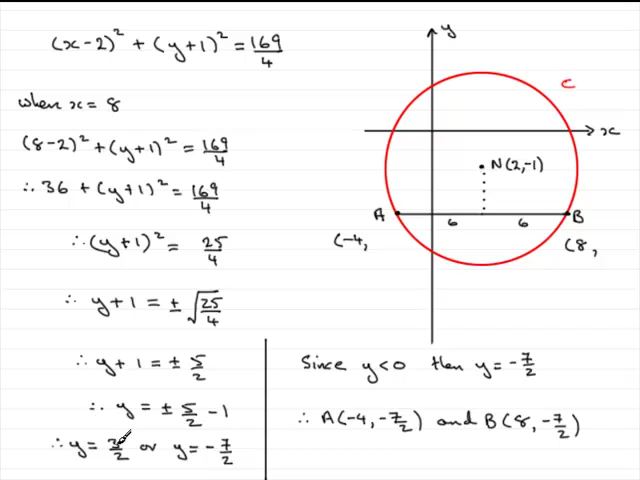 (x-2)² + (y+1)² = 169/4
when x = 8
(8-2)² + (y+1)² = 169/4
∴ 36 + (y+1)² = 169/4
∴ (y+1)² = 25/4
∴ y+1 = ± √25/4
∴ y+1 = ± 5/2
∴ y = ± 5/2 -1
∴ y = 3/2 or y = -7/2
y
C
x
N(2,-1)
A
B
6
6
(-4,
(8,
Since y<0 then y = -7/2
∴ A(-4, -7/2) and B(8, -7/2)